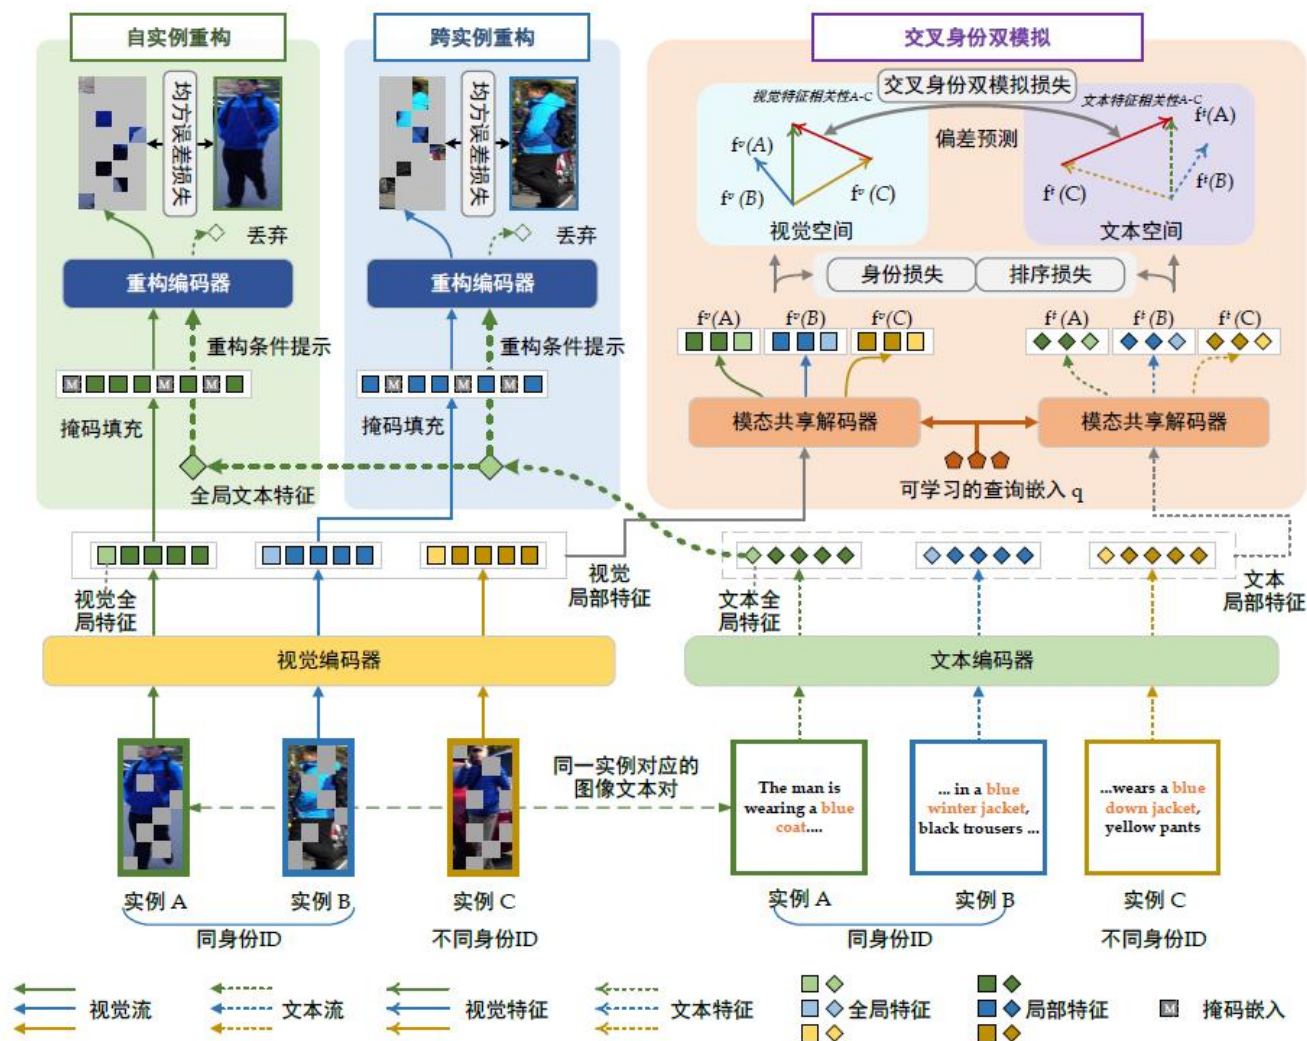 自实例重构
跨实例重构
交叉身份双模拟
均方误差损失
均方误差损失
视觉特征相关性A-C
交叉身份双模拟损失
文本特征相关性A-C
偏差预测
fᵛ(A)
fᵛ(B)
fᵛ(C)
fᵗ(A)
fᵗ(B)
fᵗ(C)
视觉空间
文本空间
丢弃
丢弃
重构编码器
重构编码器
身份损失
排序损失
重构条件提示
重构条件提示
fᵛ(A)
fᵛ(B)
fᵛ(C)
fᵗ(A)
fᵗ(B)
fᵗ(C)
M
M
M
M
M
M
掩码填充
掩码填充
模态共享解码器
模态共享解码器
全局文本特征
可学习的查询嵌入 q
视觉全
局特征
视觉
局部特征
文本全
局特征
文本
局部特征
视觉编码器
文本编码器
同一实例对应的
图像文本对
The man is
wearing a blue
coat....
... in a blue
winter jacket,
black trousers ...
...wears a blue
down jacket,
yellow pants
实例 A
实例 B
实例 C
实例 A
实例 B
实例 C
同身份ID
不同身份ID
同身份ID
不同身份ID
视觉流
文本流
视觉特征
文本特征
全局特征
局部特征
M
掩码嵌入